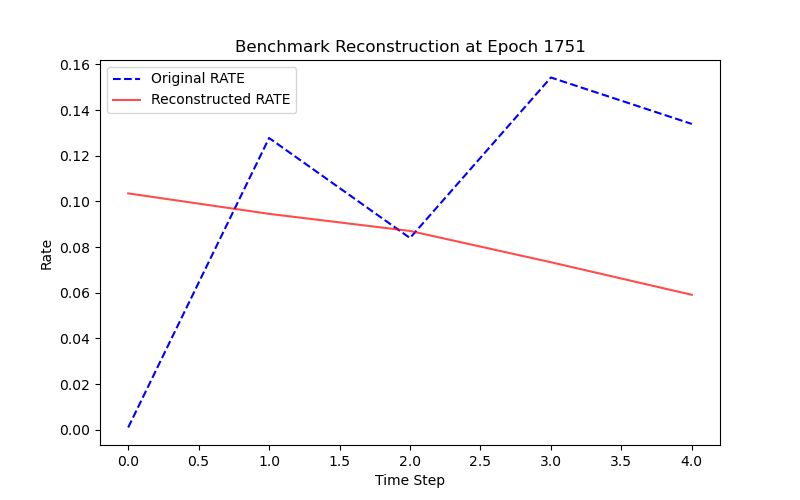 Benchmark Reconstruction at Epoch 1751
Original RATE
Reconstructed RATE
Rate
0.16
0.14
0.12
0.10
0.08
0.06
0.04
0.02
0.00
0.0 0.5 1.0 1.5 2.0 2.5 3.0 3.5 4.0
Time Step